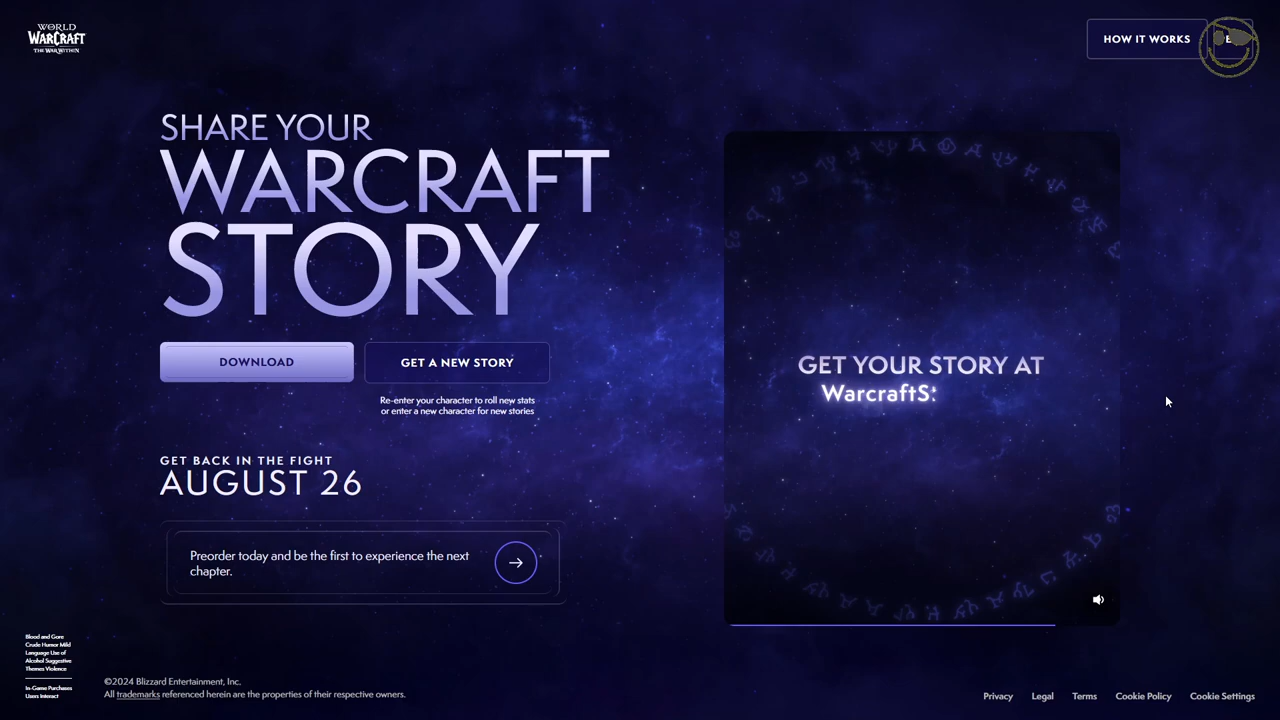 WORLD
WARCRAFT
THE WAR WITHIN
HOW IT WORKS
SHARE YOUR
WARCRAFT
STORY
DOWNLOAD
GET A NEW STORY
Re-enter your character to roll new stats
or enter a new character for new stories
GET YOUR STORY AT
WarcraftS
GET BACK IN THE FIGHT
AUGUST 26
Preorder today and be the first to experience the next
chapter.
Blood and Gore
Crude Humor Mild
Language Use of
Alcohol Suggestive
Themes Violence
In-Game Purchases
Users Interact
©2024 Blizzard Entertainment, Inc.
All trademarks referenced herein are the properties of their respective owners.
Privacy Legal Terms Cookie Policy Cookie Settings